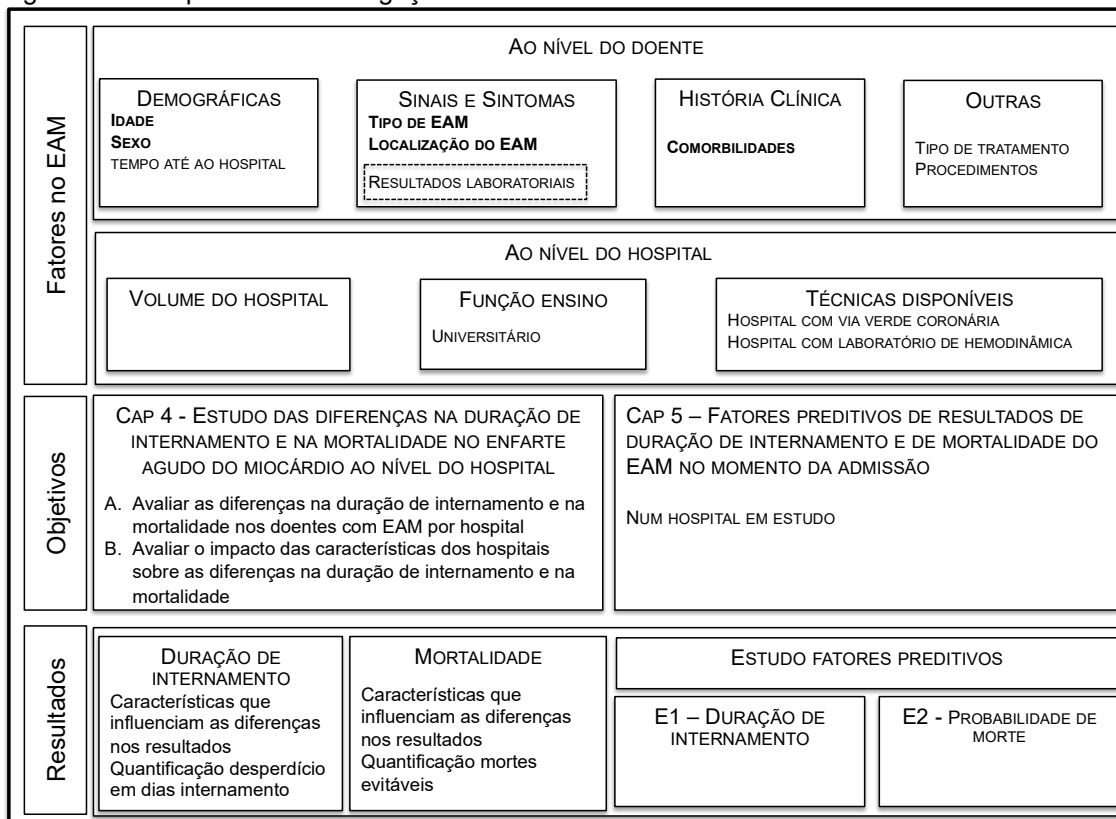 Fatores no EAM
AO NÍVEL DO DOENTE
DEMOGRÁFICAS
IDADE
SEXO
TEMPO ATÉ AO HOSPITAL
SINAIS E SINTOMAS
TIPO DE EAM
LOCALIZAÇÃO DO EAM
RESULTADOS LABORATORIAIS
HISTÓRIA CLÍNICA
COMORBILIDADES
OUTRAS
TIPO DE TRATAMENTO
PROCEDIMENTOS
AO NÍVEL DO HOSPITAL
VOLUME DO HOSPITAL
FUNÇÃO ENSINO
UNIVERSITÁRIO
TÉCNICAS DISPONÍVEIS
HOSPITAL COM VIA VERDE CORONÁRIA
HOSPITAL COM LABORATÓRIO DE HEMODINÂMICA
Objetivos
CAP 4 - ESTUDO DAS DIFERENÇAS NA DURAÇÃO DE
INTERNAMENTO E NA MORTALIDADE NO ENFARTE
AGUDO DO MIOCÁRDIO AO NÍVEL DO HOSPITAL
A. Avaliar as diferenças na duração de internamento e na
mortalidade nos doentes com EAM por hospital
B. Avaliar o impacto das características dos hospitais
sobre as diferenças na duração de internamento e na
mortalidade
CAP 5 – FATORES PREDITIVOS DE RESULTADOS DE
DURAÇÃO DE INTERNAMENTO E DE MORTALIDADE DO
EAM NO MOMENTO DA ADMISSÃO
NUM HOSPITAL EM ESTUDO
Resultados
DURAÇÃO DE
INTERNAMENTO
Características que
influenciam as diferenças
nos resultados
Quantificação desperdício
em dias internamento
MORTALIDADE
Características que
influenciam as diferenças
nos resultados
Quantificação mortes
evitáveis
ESTUDO FATORES PREDITIVOS
E1 – DURAÇÃO DE
INTERNAMENTO
E2 - PROBABILIDADE DE
MORTE